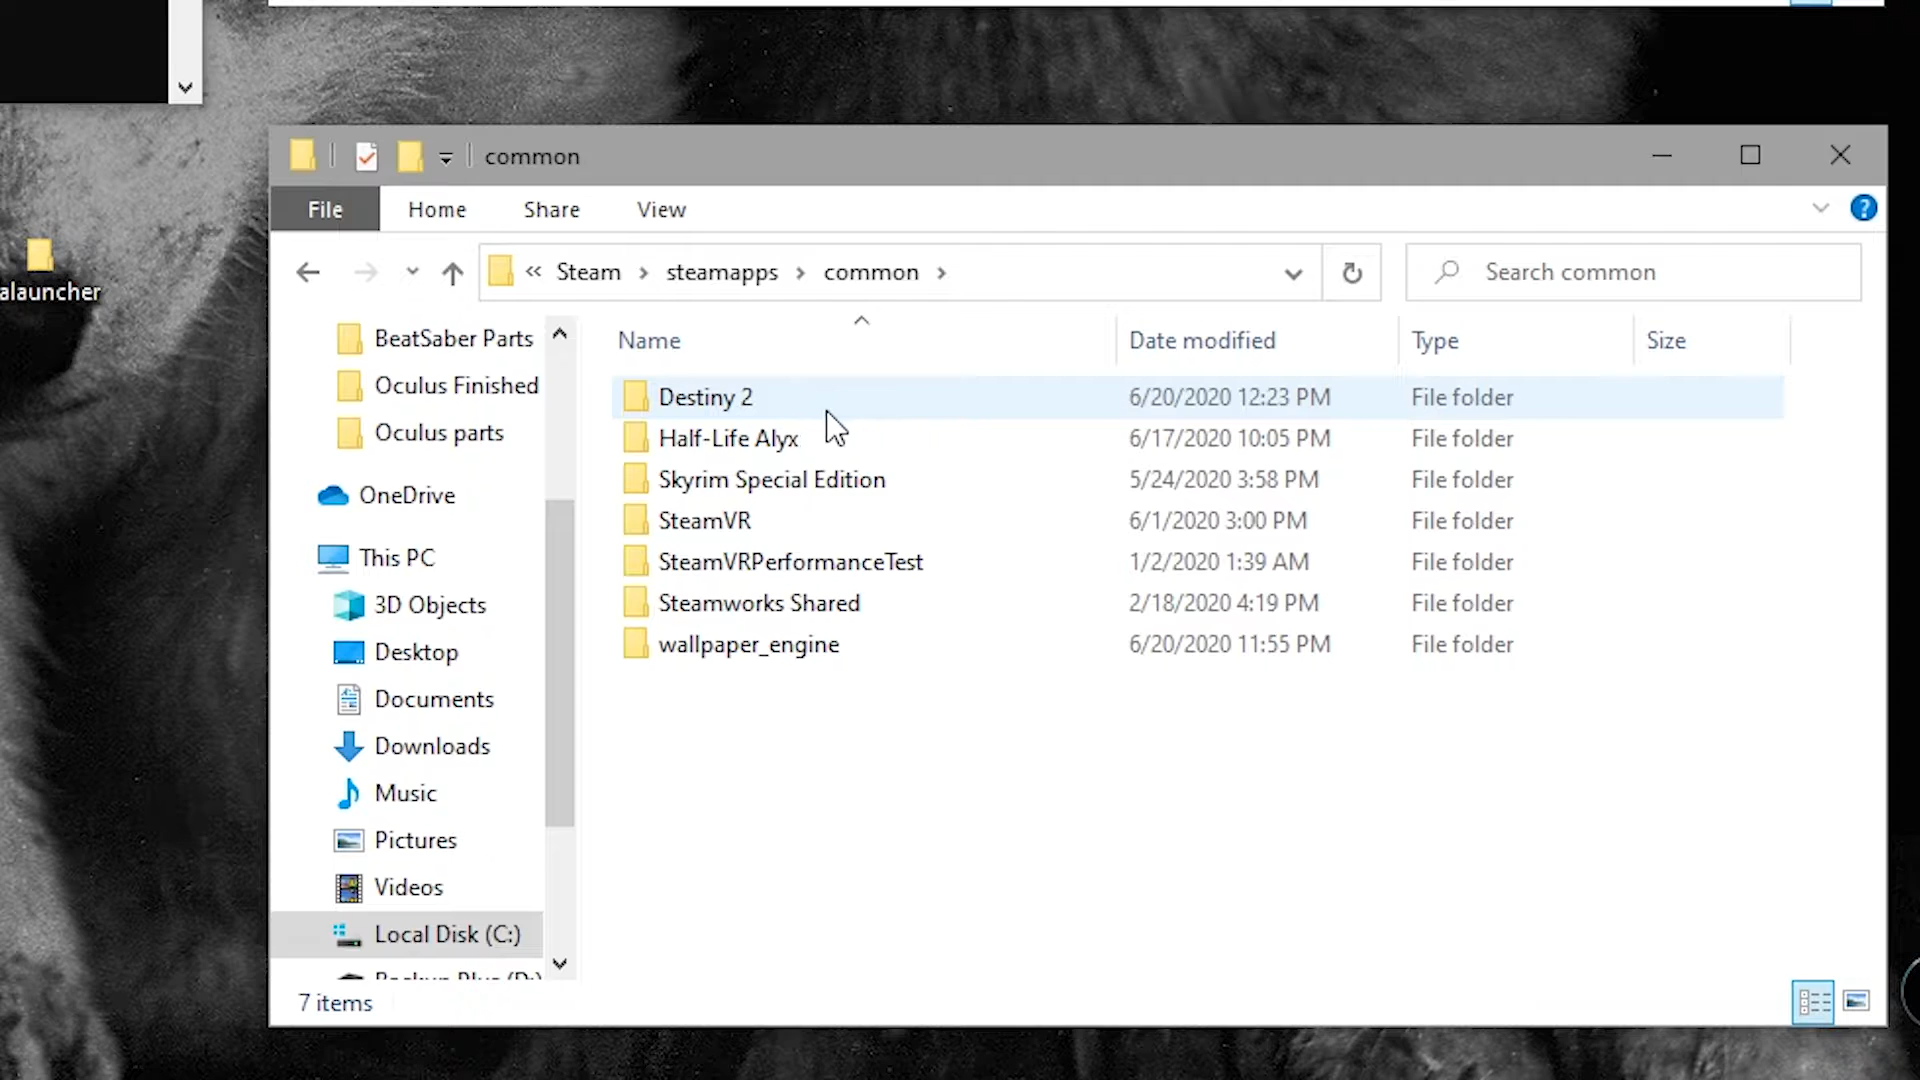 alauncher
common
File Home Share View
« Steam › steamapps › common ›
Search common
BeatSaber Parts
Oculus Finished
Oculus parts
OneDrive
This PC
3D Objects
Desktop
Documents
Downloads
Music
Pictures
Videos
Local Disk (C:)
Backup Plus (D:)
Name Date modified Type Size
Destiny 2 6/20/2020 12:23 PM File folder
Half-Life Alyx 6/17/2020 10:05 PM File folder
Skyrim Special Edition 5/24/2020 3:58 PM File folder
SteamVR 6/1/2020 3:00 PM File folder
SteamVRPerformanceTest 1/2/2020 1:39 AM File folder
Steamworks Shared 2/18/2020 4:19 PM File folder
wallpaper_engine 6/20/2020 11:55 PM File folder
7 items